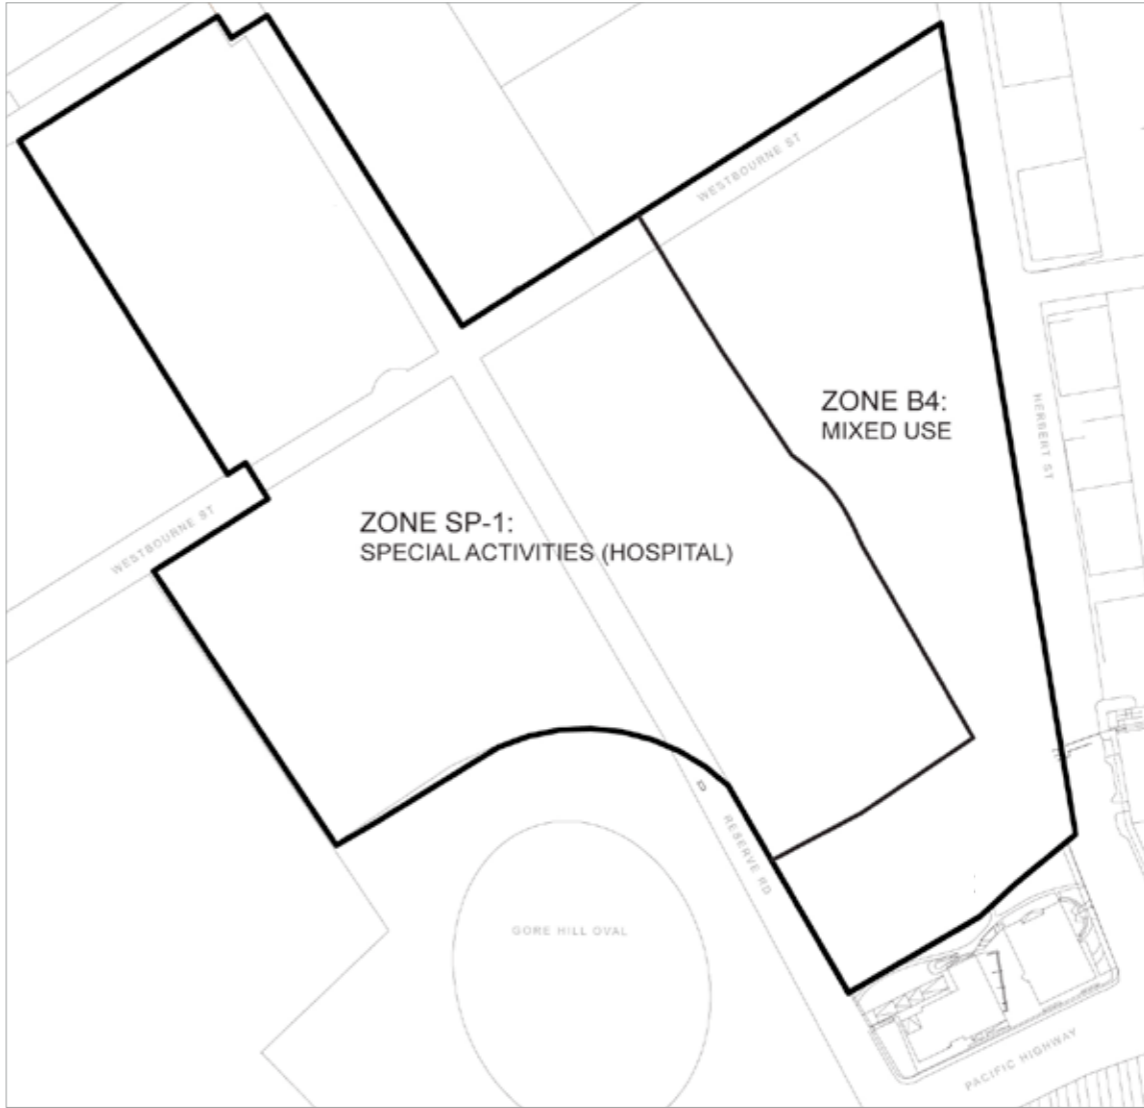 WESTBOURNE ST
ZONE B4:
MIXED USE
HERBERT ST
ZONE SP-1:
SPECIAL ACTIVITIES (HOSPITAL)
WESTBOURNE ST
RESERVE RD
GORE HILL OVAL
PACIFIC HIGHWAY